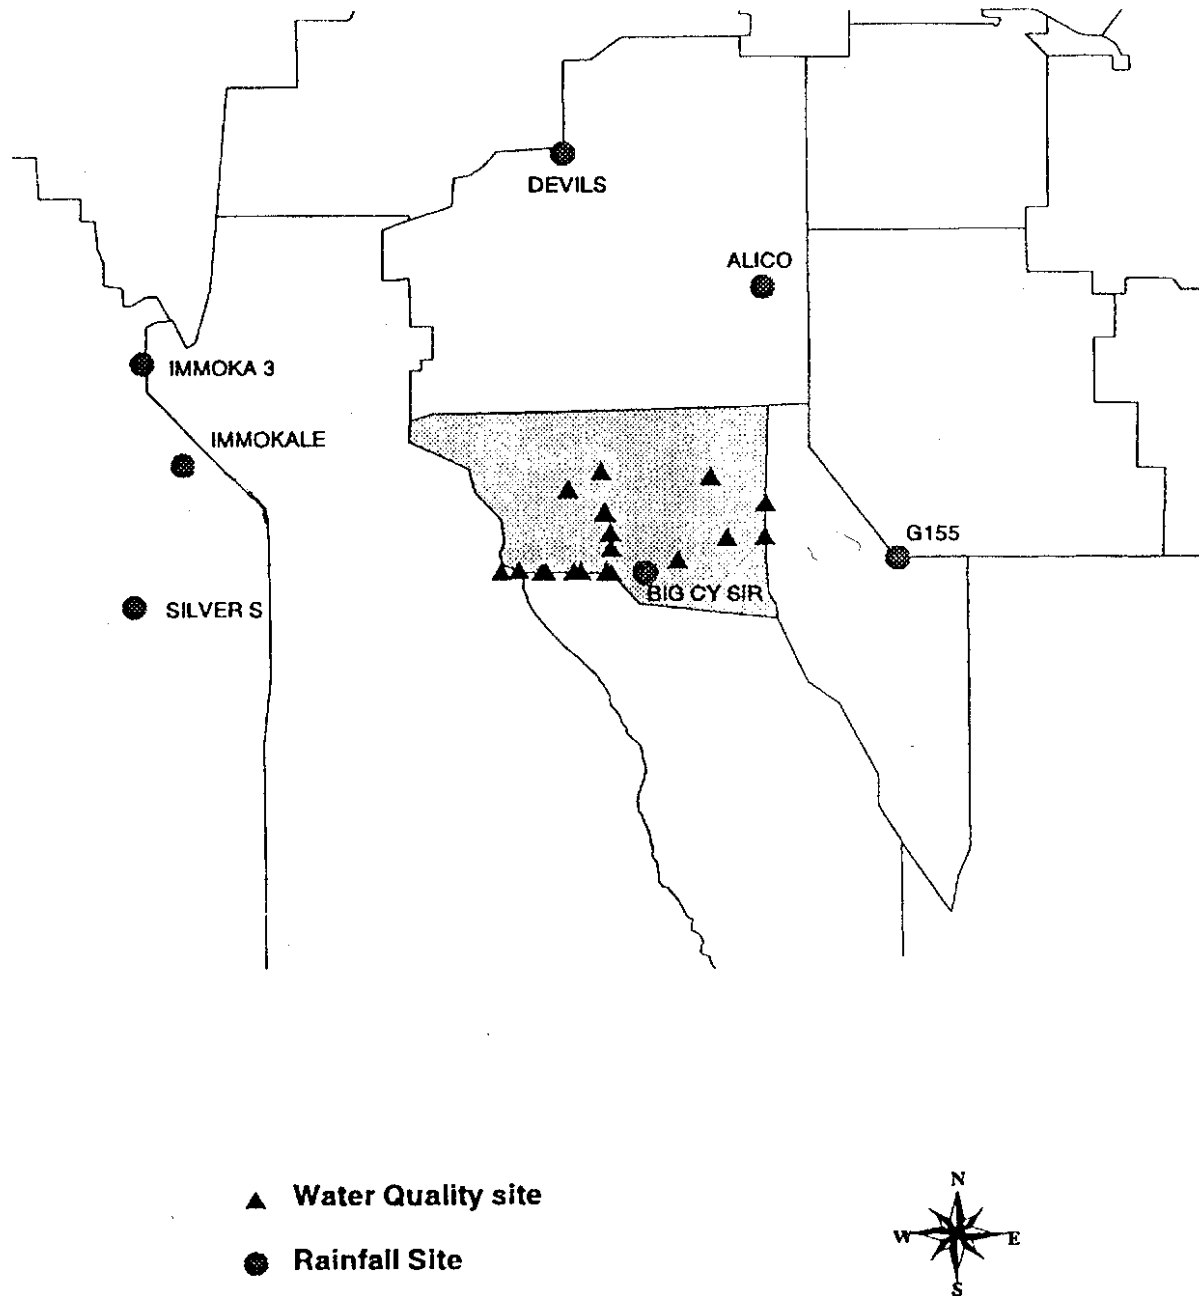 DEVILS
ALICO
IMMOKA 3
IMMOKALE
G155
BIG CY SIR
SILVER S
Water Quality site
Rainfall Site
N
W E
S